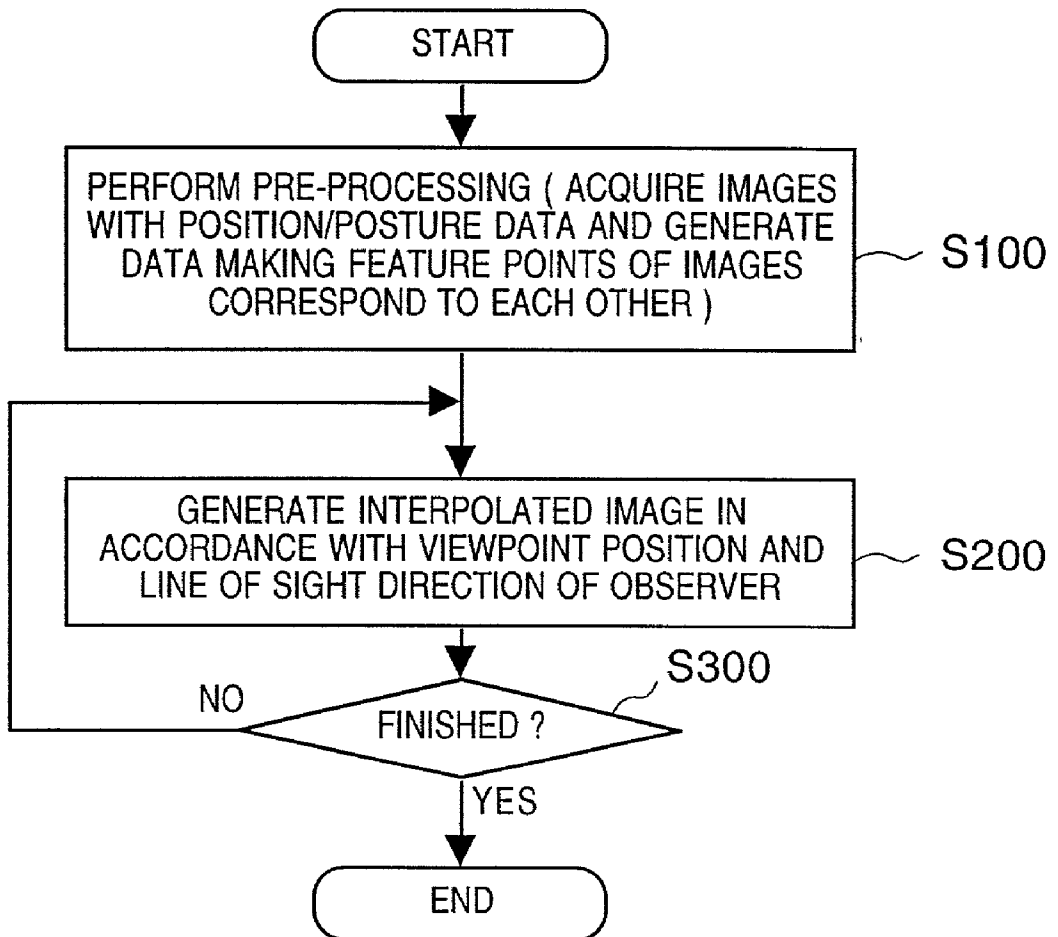 START
PERFORM PRE-PROCESSING ( ACQUIRE IMAGES
WITH POSITION/POSTURE DATA AND GENERATE
DATA MAKING FEATURE POINTS OF IMAGES
CORRESPOND TO EACH OTHER )
S100
GENERATE INTERPOLATED IMAGE IN
ACCORDANCE WITH VIEWPOINT POSITION AND
LINE OF SIGHT DIRECTION OF OBSERVER
S200
S300
NO
FINISHED ?
YES
END